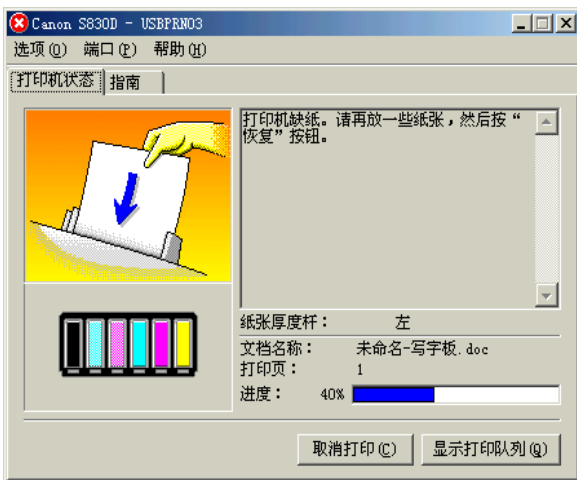 Canon S830D - USBPRN03
选项(O) 端口(P) 帮助(H)
打印机状态 指南
打印机缺纸。请再放一些纸张，然后按“
恢复”按钮。
纸张厚度杆： 左
文档名称： 未命名-写字板.doc
打印页： 1
进度： 40%
取消打印(C) 显示打印队列(Q)